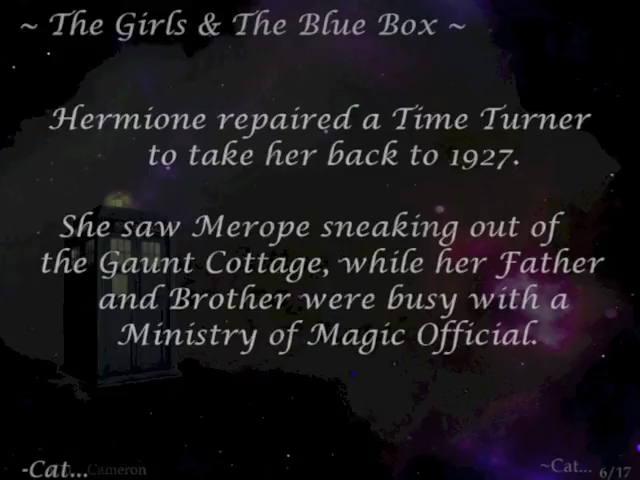 ~ The Girls & The Blue Box ~
Hermione repaired a Time Turner
to take her back to 1927.
She saw Merope sneaking out of
the Gaunt Cottage, while her Father
and Brother were busy with a
Ministry of Magic Official.
-Cat... Cameron
~Cat... 6/17